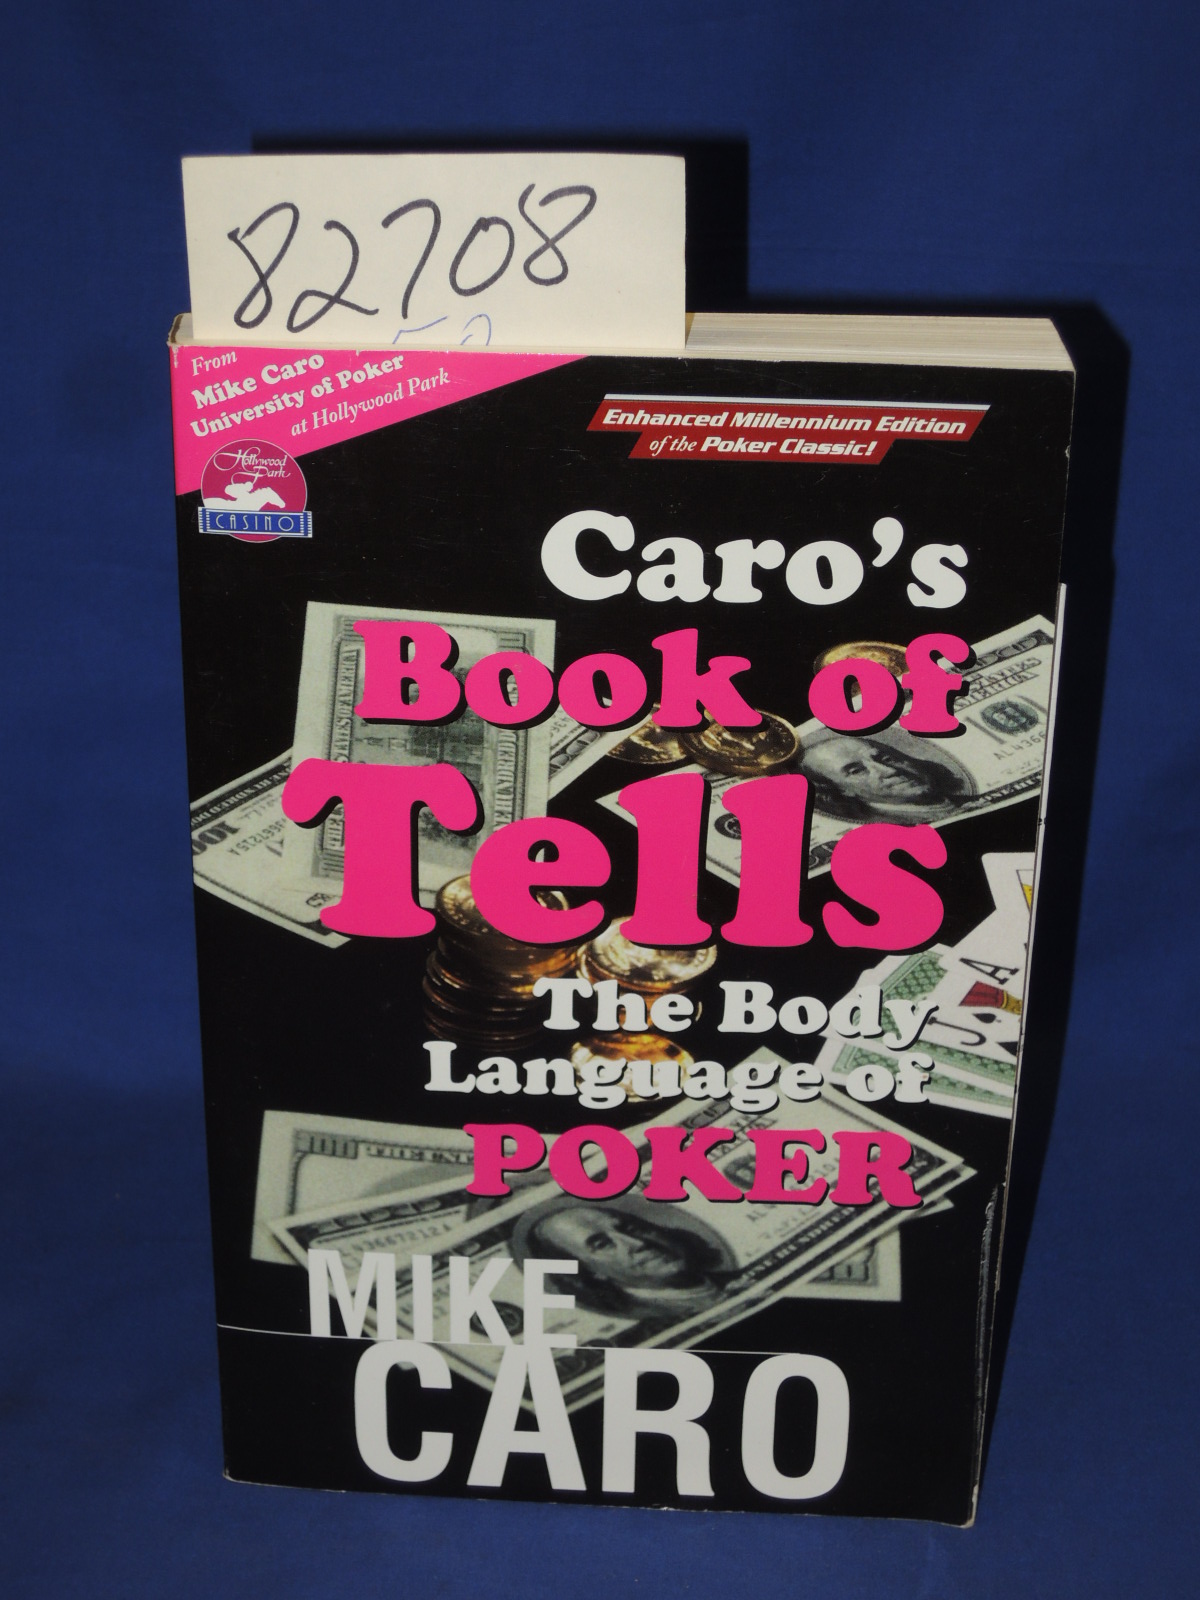 82708
From
Mike Caro
University of Poker
at Hollywood Park
Hollywood
Park
CASINO
Enhanced Millennium Edition
of the Poker Classic!
Caro's
Book of
Tells
The Body
Language of
POKER
MIKE
CARO